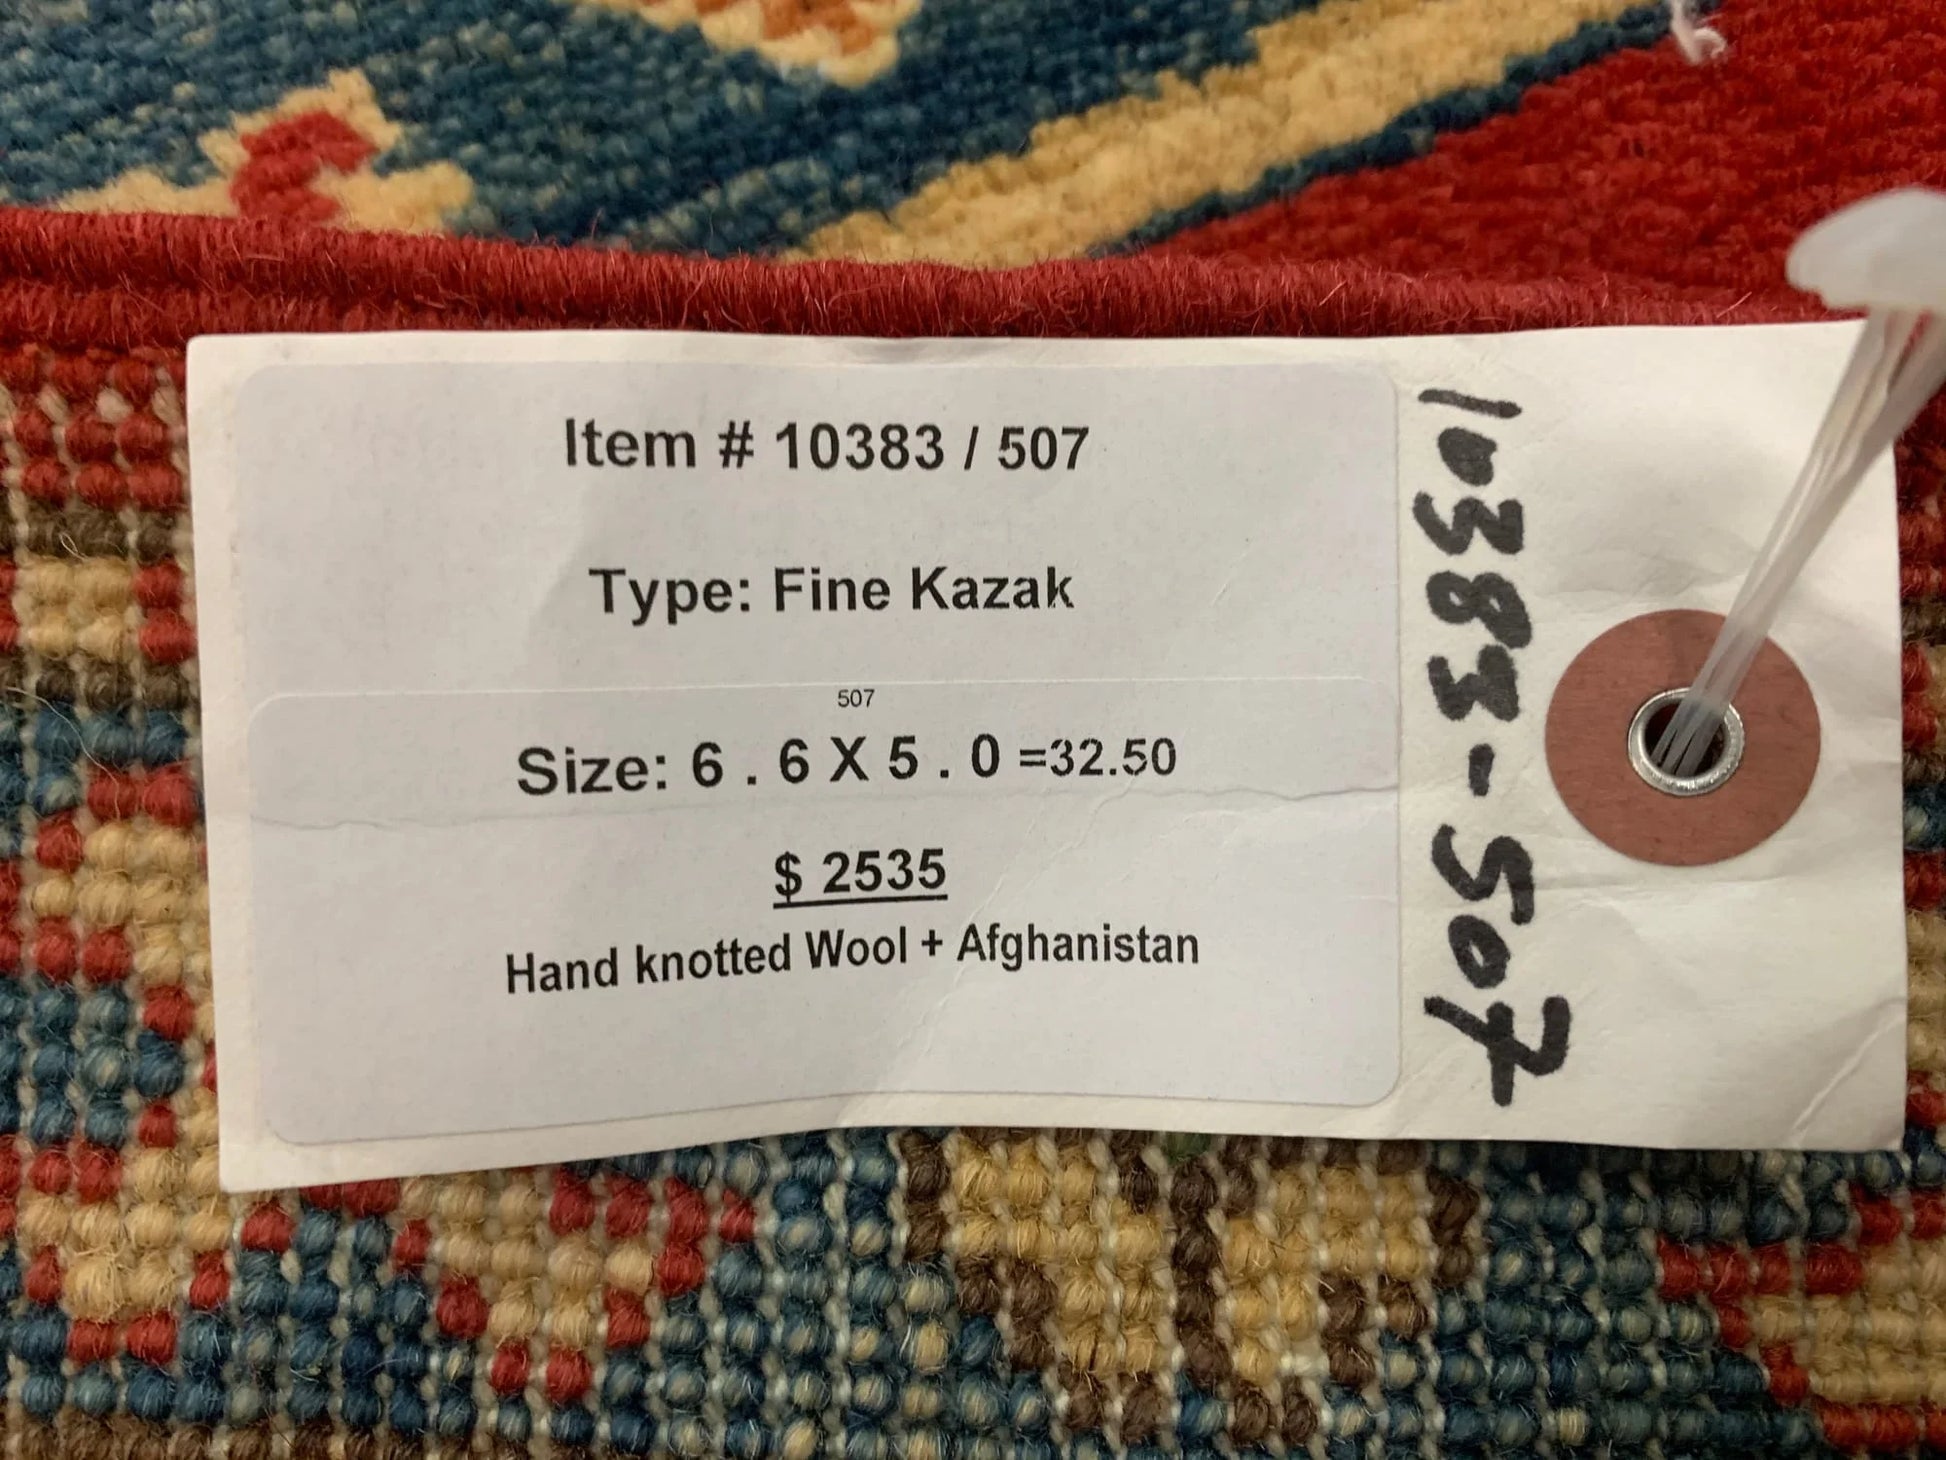 Item # 10383 / 507
Type: Fine Kazak
507
Size: 6 . 6 X 5 . 0 =32.50
$ 2535
Hand knotted Wool + Afghanistan
10383-507